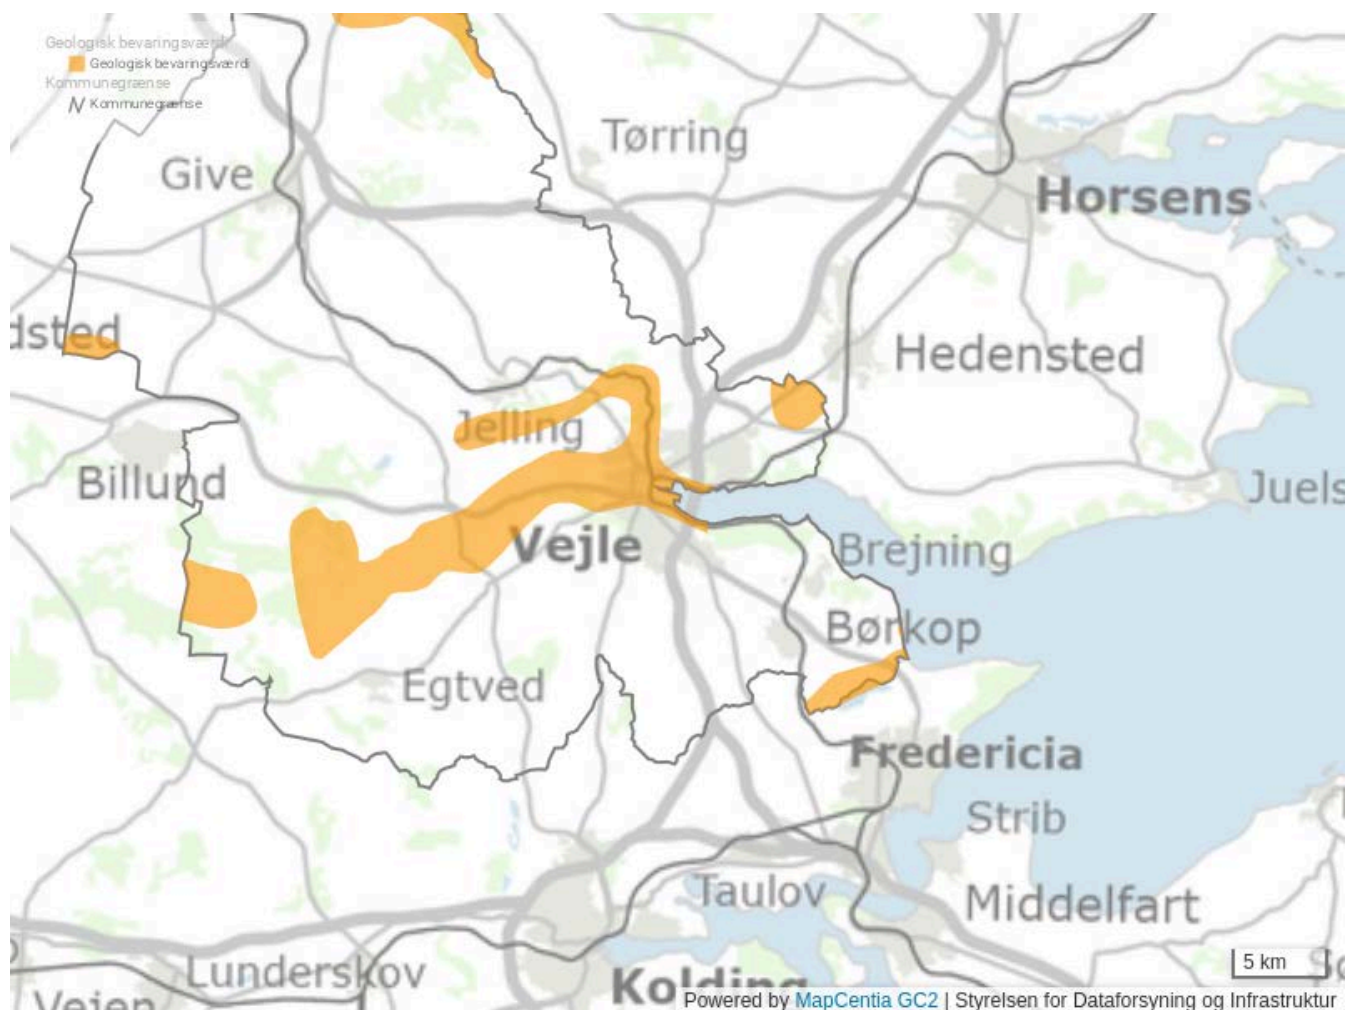 Geologisk bevaringsværdi
Geologisk bevaringsværdi
Kommunegrænse
Kommunegrænse
Tørring
Give
Horsens
dsted
Hedensted
Jelling
Billund
Juels
Vejle
Brejning
Børkop
Egtved
Fredericia
Strib
Taulov
Middelfart
5 km
Lunderskov
Kolding
Vejen
Powered by MapCentia GC2 | Styrelsen for Dataforsyning og Infrastruktur